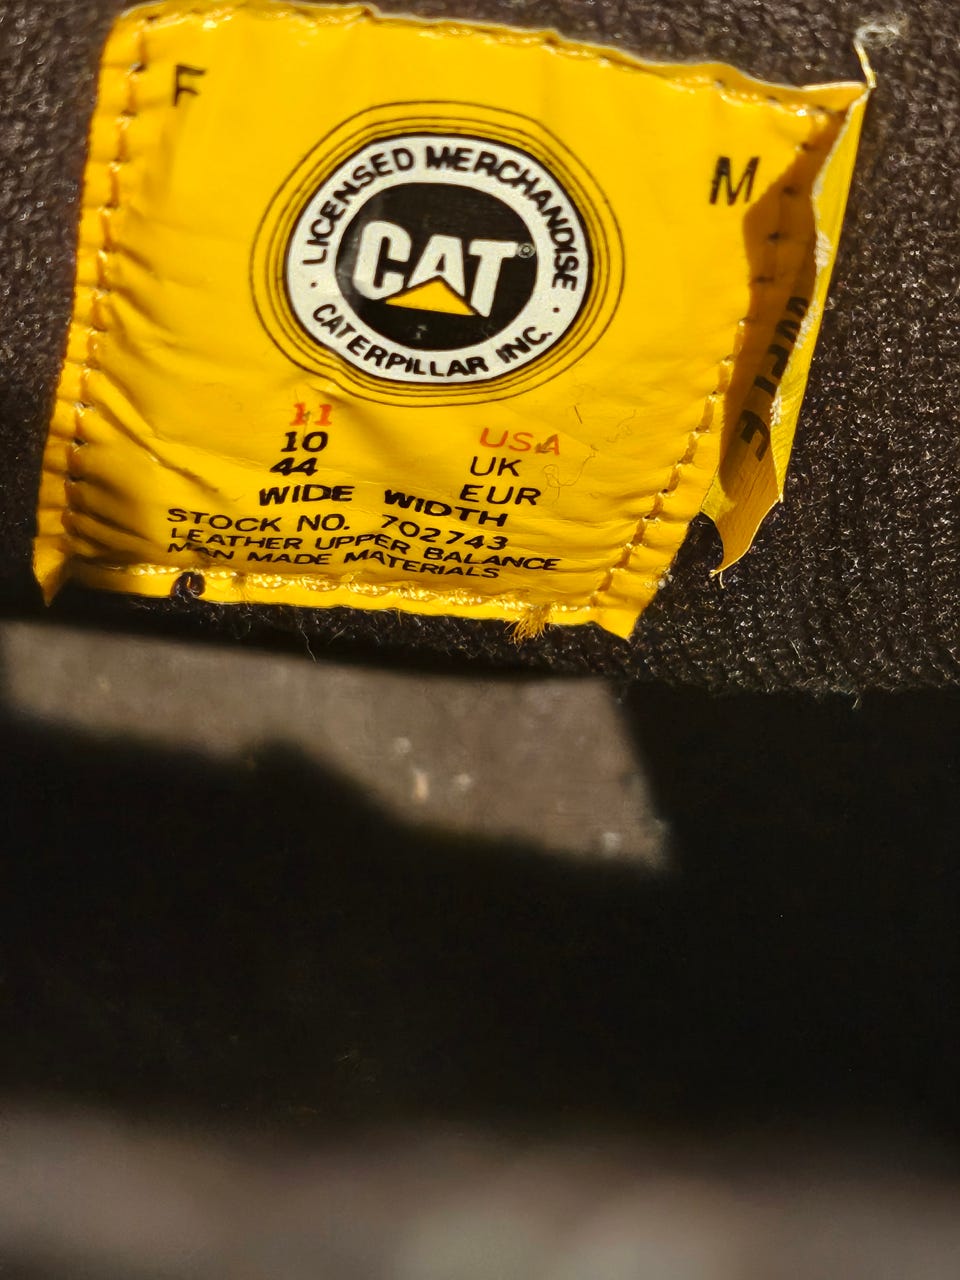 F
M
LICENSED MERCHANDISE
CAT®
· CATERPILLAR INC. ·
11 USA
10 UK
44 EUR
WIDE WIDTH
STOCK NO. 702743
LEATHER UPPER BALANCE
MAN MADE MATERIALS